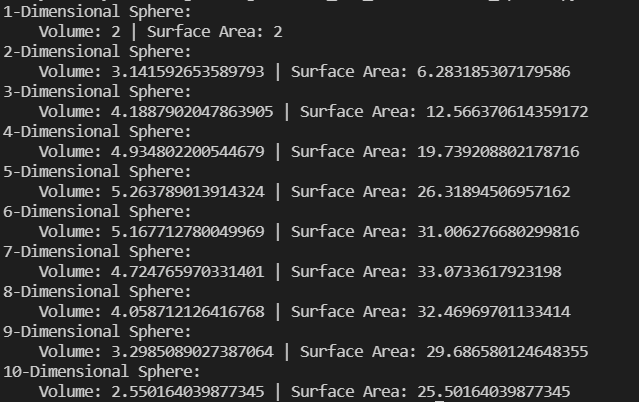 1-Dimensional Sphere:
    Volume: 2 | Surface Area: 2
2-Dimensional Sphere:
    Volume: 3.141592653589793 | Surface Area: 6.283185307179586
3-Dimensional Sphere:
    Volume: 4.1887902047863905 | Surface Area: 12.566370614359172
4-Dimensional Sphere:
    Volume: 4.934802200544679 | Surface Area: 19.739208802178716
5-Dimensional Sphere:
    Volume: 5.263789013914324 | Surface Area: 26.31894506957162
6-Dimensional Sphere:
    Volume: 5.167712780049969 | Surface Area: 31.006276680299816
7-Dimensional Sphere:
    Volume: 4.724765970331401 | Surface Area: 33.0733617923198
8-Dimensional Sphere:
    Volume: 4.058712126416768 | Surface Area: 32.46969701133414
9-Dimensional Sphere:
    Volume: 3.2985089027387064 | Surface Area: 29.686580124648355
10-Dimensional Sphere:
    Volume: 2.550164039877345 | Surface Area: 25.50164039877345